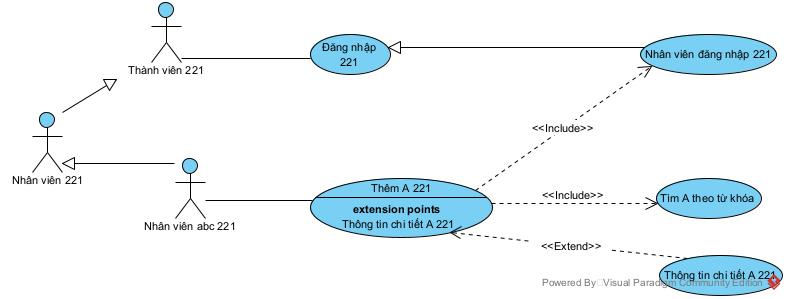 Thành viên 221
Đăng nhập
221
Nhân viên đăng nhập 221
<<Include>>
Nhân viên 221
Nhân viên abc 221
Thêm A 221
extension points
Thông tin chi tiết A 221
<<Include>>
Tìm A theo từ khóa
<<Extend>>
Thông tin chi tiết A 221
Powered By Visual Paradigm Community Edition